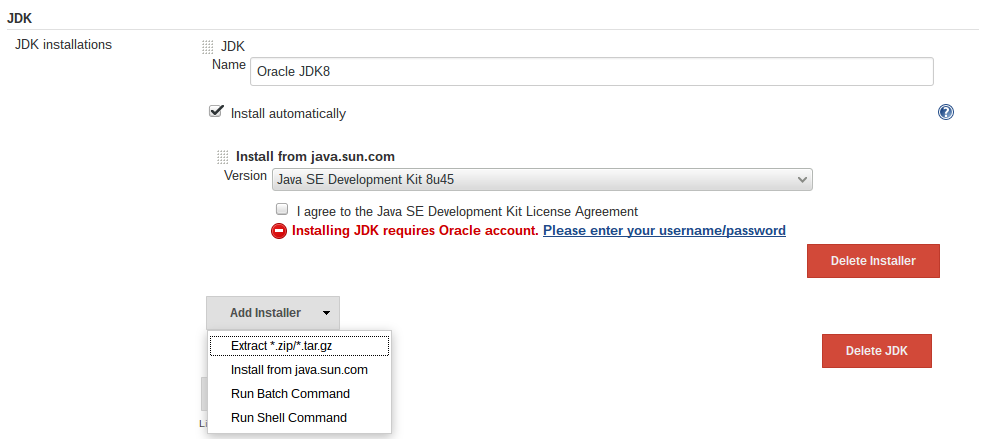 JDK
JDK installations
JDK
Name
Oracle JDK8
Install automatically
Install from java.sun.com
Version
Java SE Development Kit 8u45
I agree to the Java SE Development Kit License Agreement
Installing JDK requires Oracle account. Please enter your username/password
Delete Installer
Add Installer
Extract *.zip/*.tar.gz
Delete JDK
Install from java.sun.com
Run Batch Command
Run Shell Command